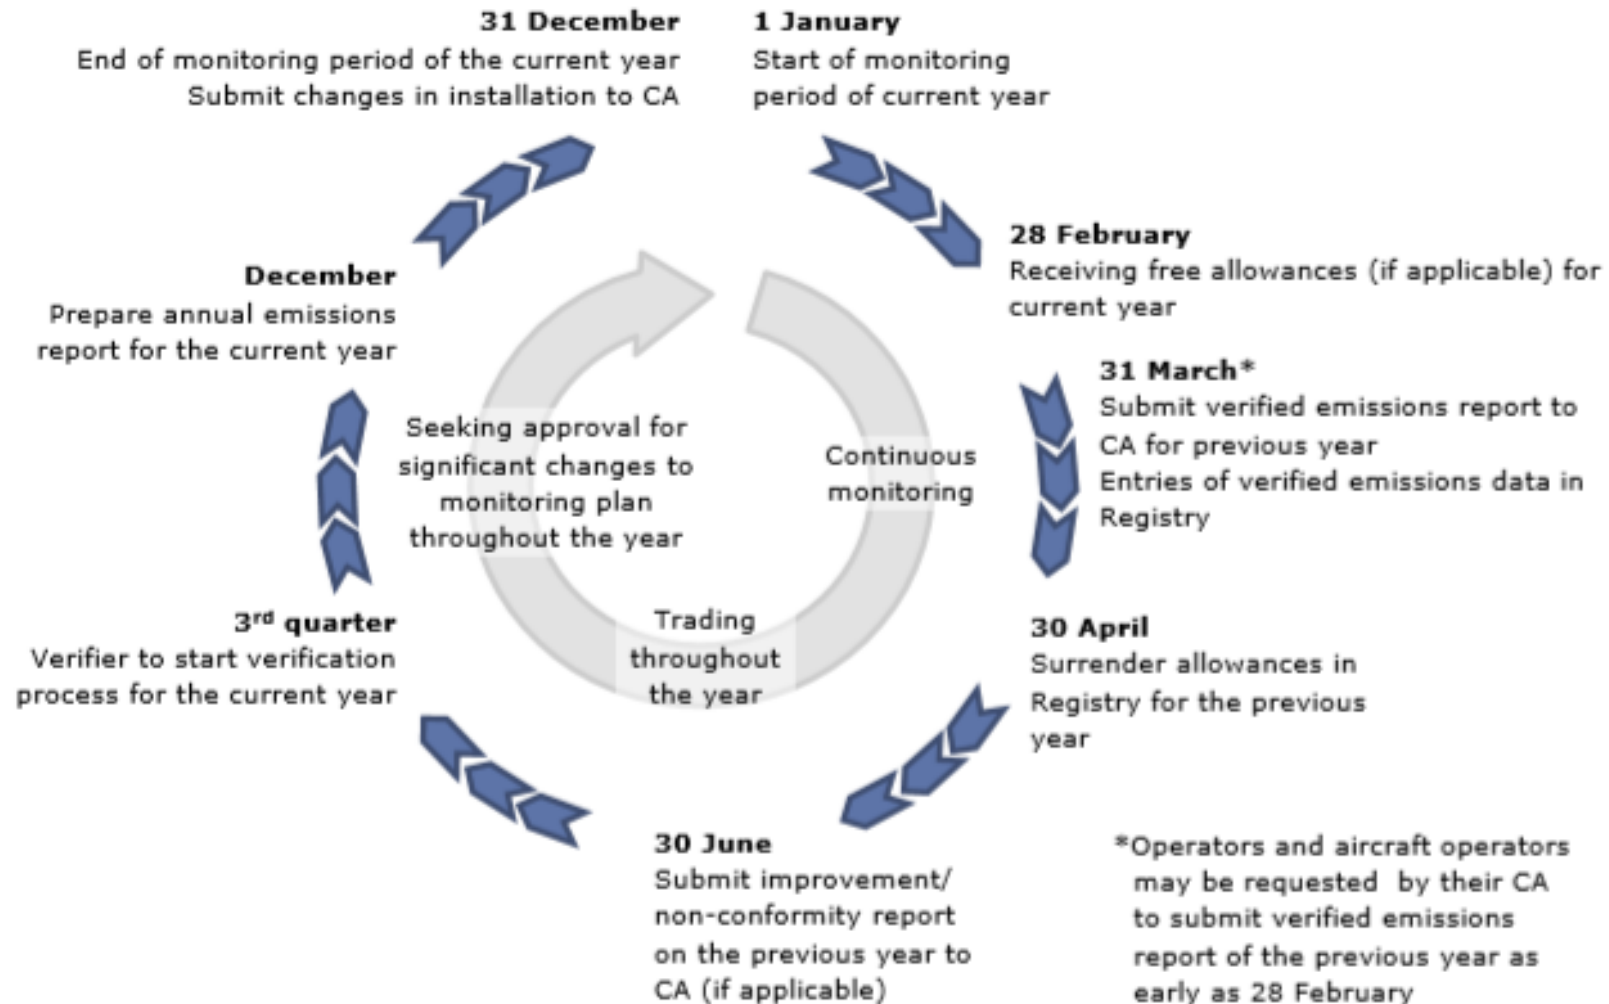 31 December
End of monitoring period of the current year
Submit changes in installation to CA
1 January
Start of monitoring
period of current year
28 February
Receiving free allowances (if applicable) for
current year
31 March*
Submit verified emissions report to
CA for previous year
Entries of verified emissions data in
Registry
30 April
Surrender allowances in
Registry for the previous
year
30 June
Submit improvement/
non-conformity report
on the previous year to
CA (if applicable)
3rd quarter
Verifier to start verification
process for the current year
December
Prepare annual emissions
report for the current year
Seeking approval for
significant changes to
monitoring plan
throughout the year
Continuous
monitoring
Trading
throughout
the year
*Operators and aircraft operators
may be requested by their CA
to submit verified emissions
report of the previous year as
early as 28 February